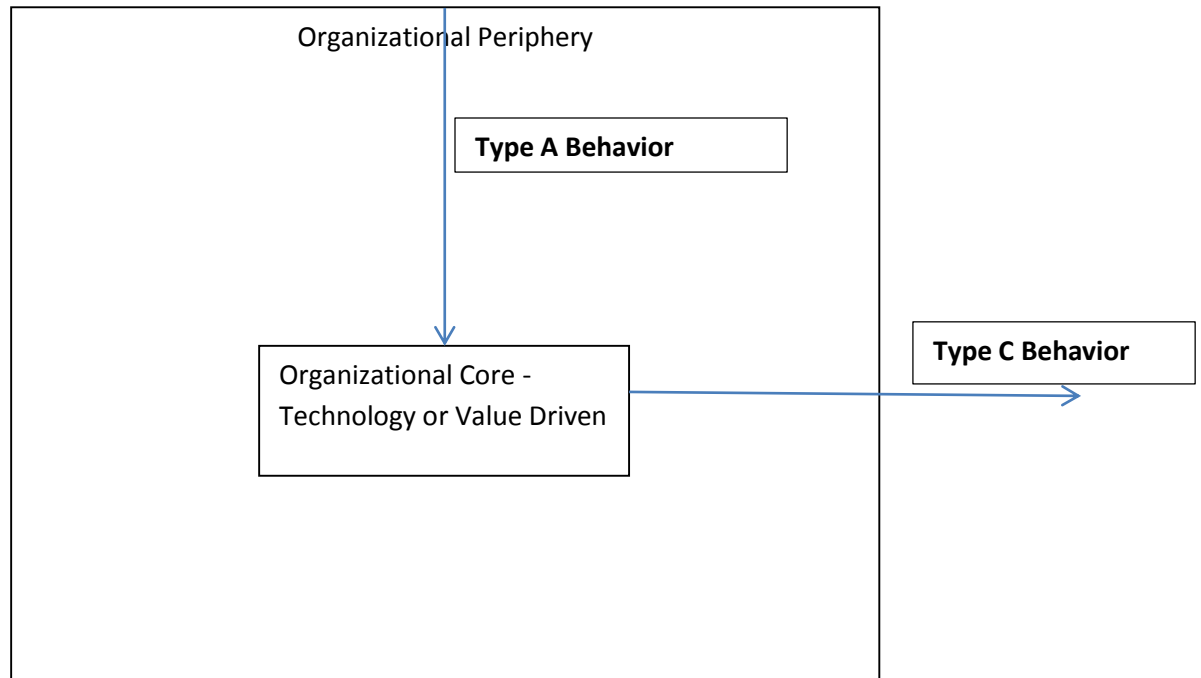 Organizational Periphery
Type A Behavior
Type C Behavior
Organizational Core -
Technology or Value Driven